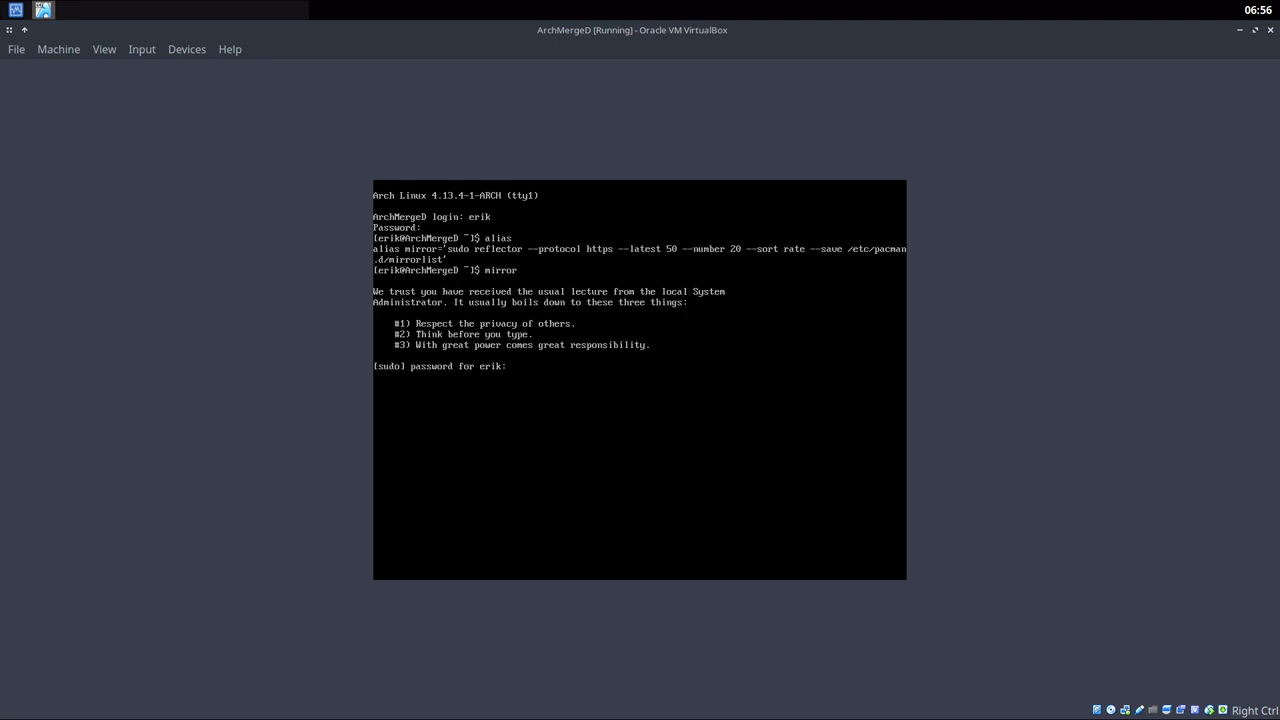 06:56
ArchMergeD [Running] - Oracle VM VirtualBox
File Machine View Input Devices Help
Arch Linux 4.13.4-1-ARCH (tty1)
ArchMergeD login: erik
Password:
[erik@ArchMergeD ~]$ alias
alias mirror='sudo reflector --protocol https --latest 50 --number 20 --sort rate --save /etc/pacman
.d/mirrorlist'
[erik@ArchMergeD ~]$ mirror
We trust you have received the usual lecture from the local System
Administrator. It usually boils down to these three things:
#1) Respect the privacy of others.
#2) Think before you type.
#3) With great power comes great responsibility.
[sudo] password for erik:
Right Ctrl